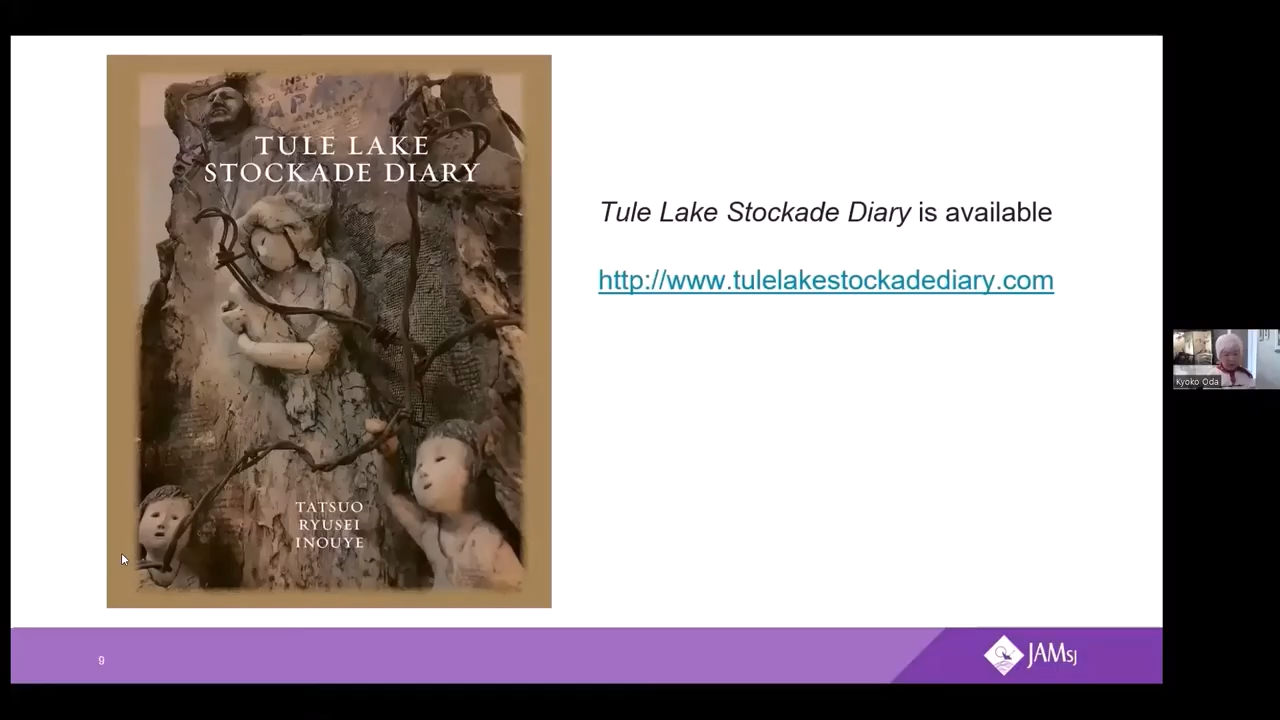 TULE LAKE
STOCKADE DIARY
TATSUO
RYUSEI
INOUYE
Tule Lake Stockade Diary is available
http://www.tulelakestockadediary.com
Kyoko Oda
9
JAMsj